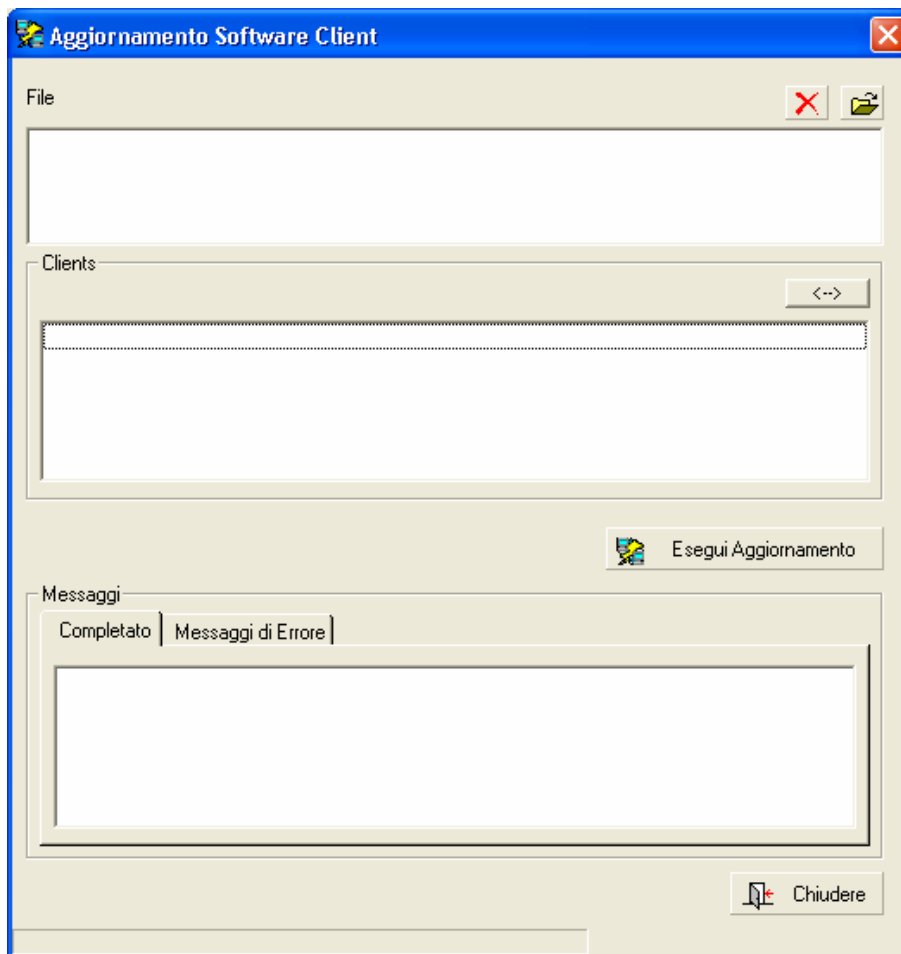 Aggiornamento Software Client
File
Clients
<-->
Esegui Aggiornamento
Messaggi
Completato Messaggi di Errore
Chiudere